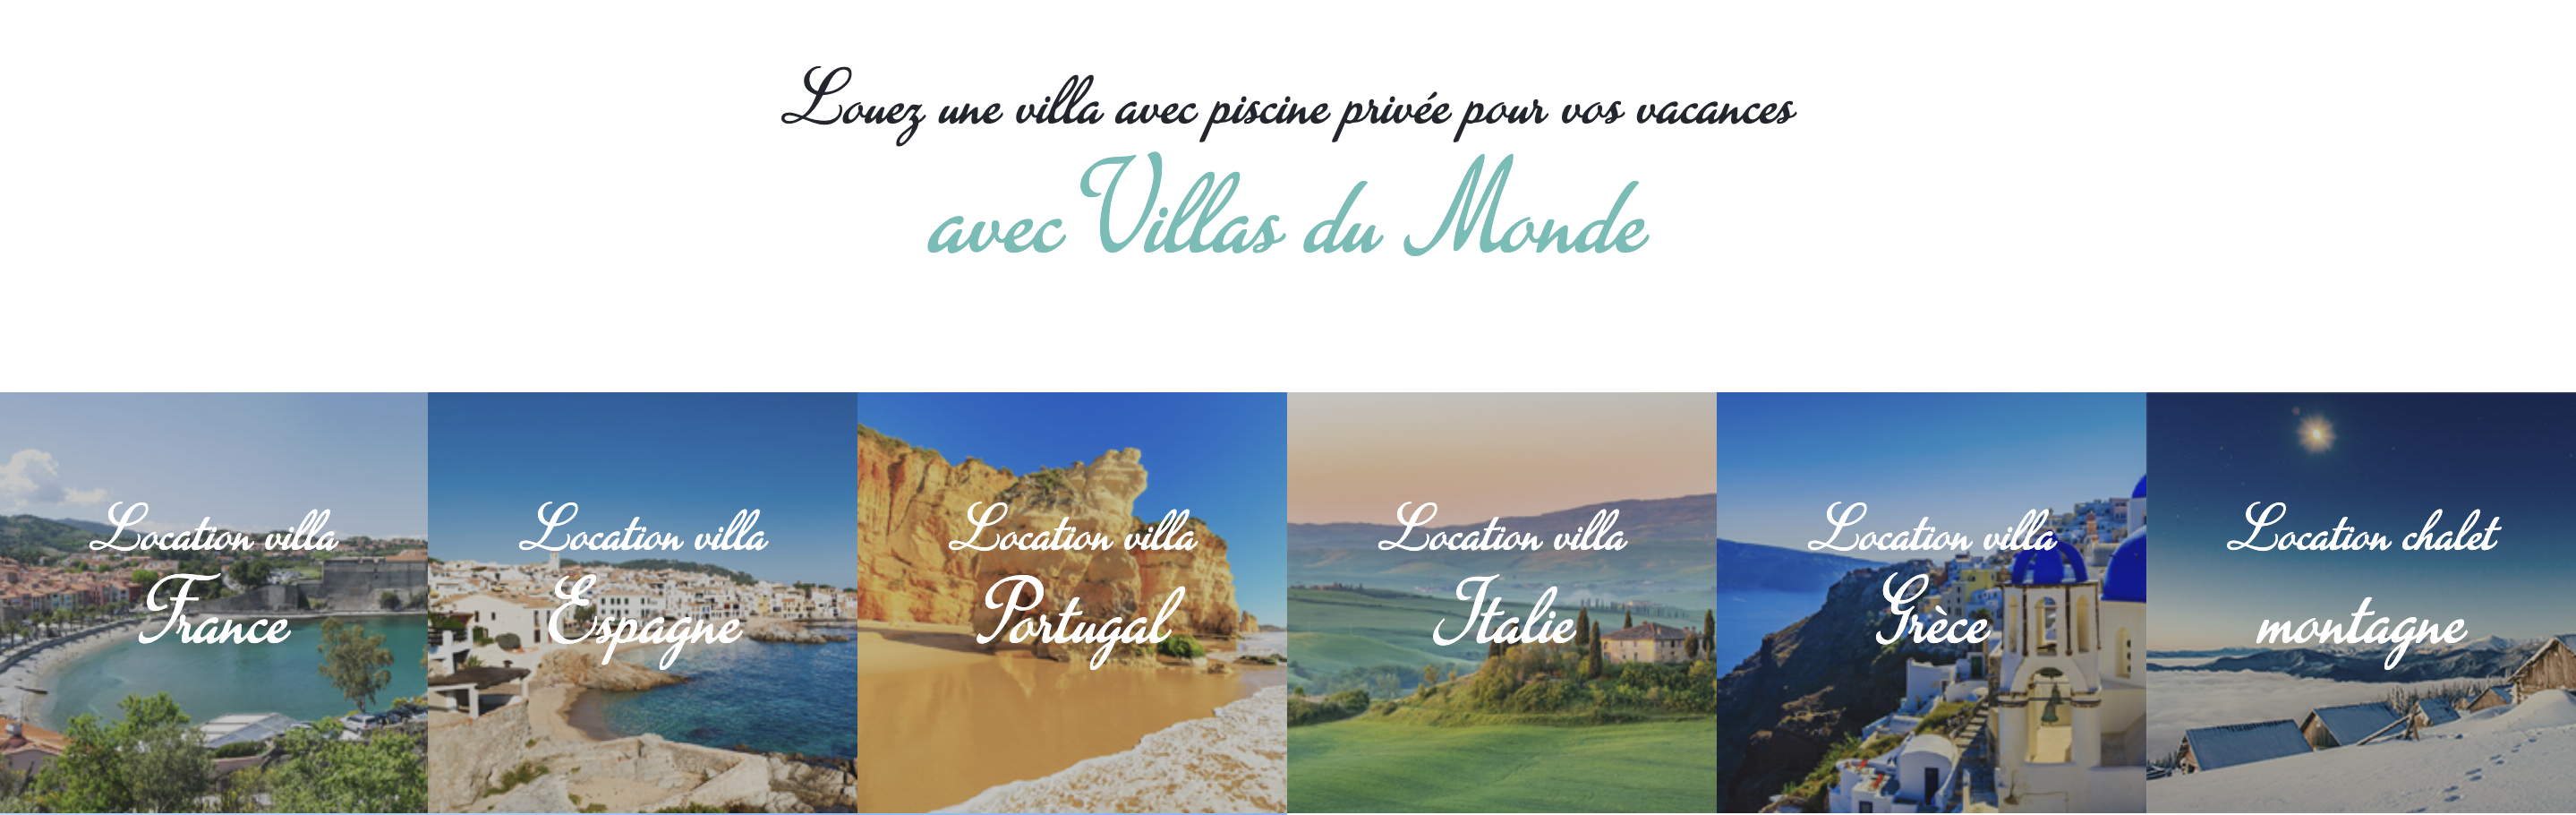 Louez une villa avec piscine privée pour vos vacances
avec Villas du Monde
Location villa
France
Location villa
Espagne
Location villa
Portugal
Location villa
Italie
Location villa
Grèce
Location chalet
montagne